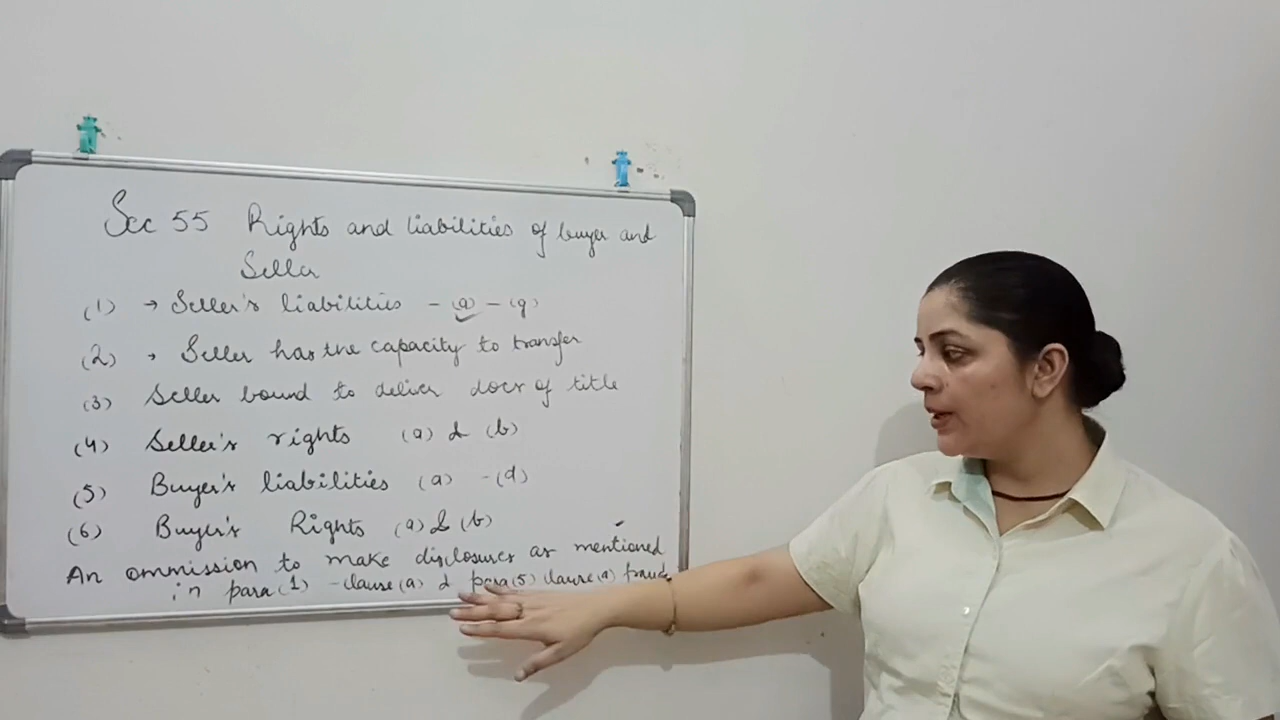 Sec 55 Rights and liabilities of buyer and
Seller
(1) → Seller's liabilities - (a) - (g)
(2) → Seller has the capacity to transfer
(3) Seller bound to deliver docs of title
(4) Seller's rights (a) & (b)
(5) Buyer's liabilities (a) - (d)
(6) Buyer's Rights (a) & (b)
An ommission to make disclosures as mentioned
in para (1) - clause (a) & para (5) clause (a) fraud